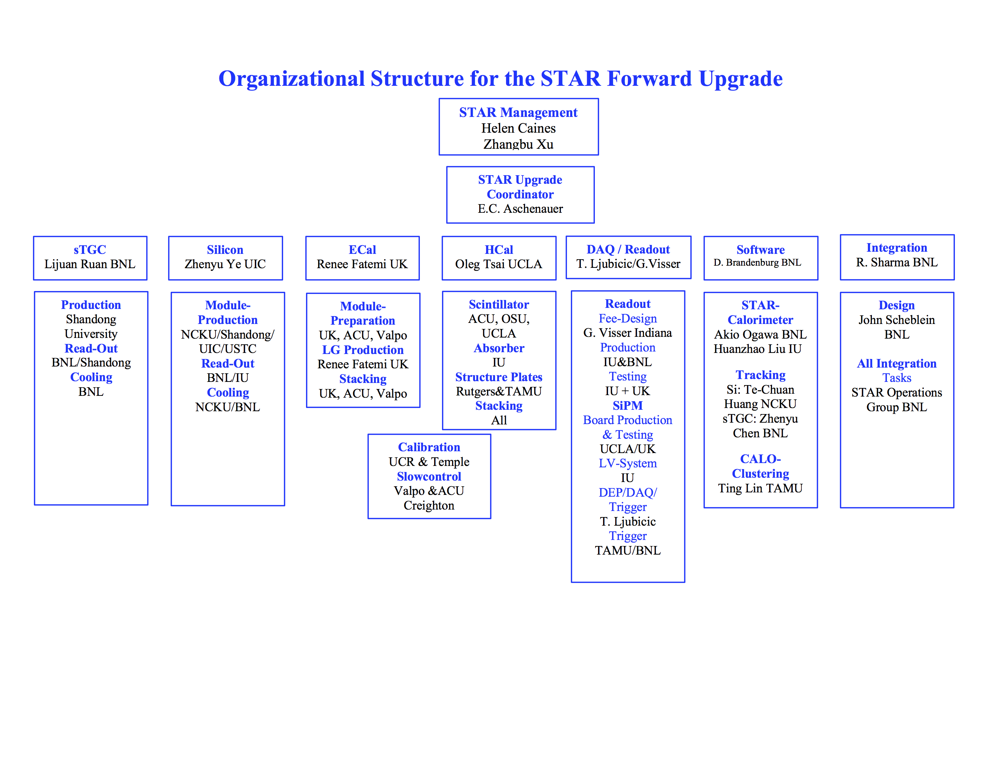 Organizational Structure for the STAR Forward Upgrade
STAR Management
Helen Caines
Zhangbu Xu
STAR Upgrade
Coordinator
E.C. Aschenauer
sTGC
Lijuan Ruan BNL
Silicon
Zhenyu Ye UIC
ECal
Renee Fatemi UK
HCal
Oleg Tsai UCLA
DAQ / Readout
T. Ljubicic/G.Visser
Software
D. Brandenburg BNL
Integration
R. Sharma BNL
Production
Shandong
University
Read-Out
BNL/Shandong
Cooling
BNL
Module-
Production
NCKU/Shandong/
UIC/USTC
Read-Out
BNL/IU
Cooling
NCKU/BNL
Module-
Preparation
UK, ACU, Valpo
LG Production
Renee Fatemi UK
Stacking
UK, ACU, Valpo
Scintillator
ACU, OSU,
UCLA
Absorber
IU
Structure Plates
Rutgers&TAMU
Stacking
All
Calibration
UCR & Temple
Slowcontrol
Valpo &ACU
Creighton
Readout
Fee-Design
G. Visser Indiana
Production
IU&BNL
Testing
IU + UK
SiPM
Board Production
& Testing
UCLA/UK
LV-System
IU
DEP/DAQ/
Trigger
T. Ljubicic
Trigger
TAMU/BNL
STAR-
Calorimeter
Akio Ogawa BNL
Huanzhao Liu IU
Tracking
Si: Te-Chuan
Huang NCKU
sTGC: Zhenyu
Chen BNL
CALO-
Clustering
Ting Lin TAMU
Design
John Scheblein
BNL
All Integration
Tasks
STAR Operations
Group BNL